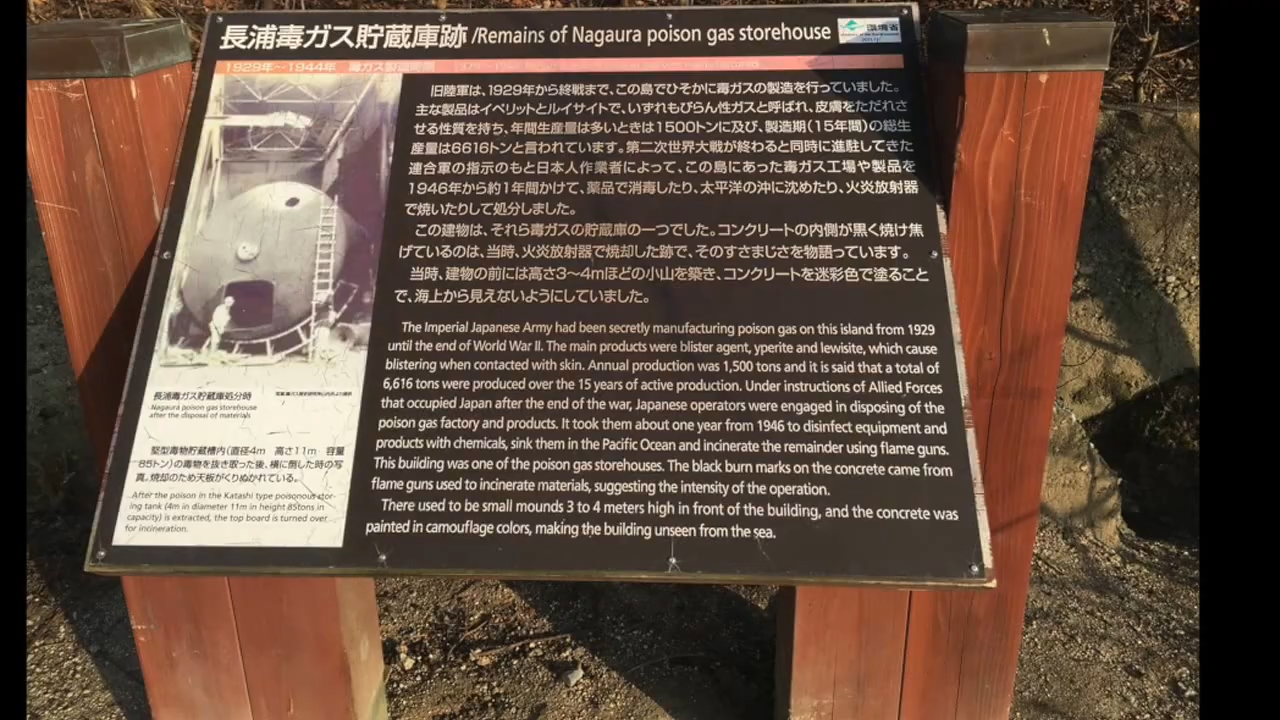 長浦毒ガス貯蔵庫跡 /Remains of Nagaura poison gas storehouse
環境省
1929年~1944年 毒ガス製造時期
旧陸軍は、1929年から終戦まで、この島でひそかに毒ガスの製造を行っていました。
主な製品はイペリットとルイサイトで、いずれもびらん性ガスと呼ばれ、皮膚をただれさ
せる性質を持ち、年間生産量は多いときは1500トンに及び、製造期(15年間)の総生
産量は6616トンと言われています。第二次世界大戦が終わると同時に進駐してきた
連合軍の指示のもと日本人作業者によって、この島にあった毒ガス工場や製品を
1946年から約1年間かけて、薬品で消毒したり、太平洋の沖に沈めたり、火炎放射器
で焼いたりして処分しました。
この建物は、それら毒ガスの貯蔵庫の一つでした。コンクリートの内側が黒く焼け焦
げているのは、当時、火炎放射器で焼却した跡で、そのすさまじさを物語っています。
当時、建物の前には高さ3~4mほどの小山を築き、コンクリートを迷彩色で塗ること
で、海上から見えないようにしていました。
The Imperial Japanese Army had been secretly manufacturing poison gas on this island from 1929
until the end of World War II. The main products were blister agent, yperite and lewisite, which cause
blistering when contacted with skin. Annual production was 1,500 tons and it is said that a total of
6,616 tons were produced over the 15 years of active production. Under instructions of Allied Forces
that occupied Japan after the end of the war, Japanese operators were engaged in disposing of the
poison gas factory and products. It took them about one year from 1946 to disinfect equipment and
products with chemicals, sink them in the Pacific Ocean and incinerate the remainder using flame guns.
This building was one of the poison gas storehouses. The black burn marks on the concrete came from
flame guns used to incinerate materials, suggesting the intensity of the operation.
There used to be small mounds 3 to 4 meters high in front of the building, and the concrete was
painted in camouflage colors, making the building unseen from the sea.
長浦毒ガス貯蔵庫処分時
Nagaura poison gas storehouse
after the disposal of materials
堅型毒物貯蔵槽内(直径4m 高さ11m 容量
85トン)の毒物を抜き取った後、横に倒した時の写
真。焼却のため天板がくりぬかれている。
After the poison in the Katashi type poisonous stor-
ing tank (4m in diameter 11m in height 85tons in
capacity) is extracted, the top board is turned over
for incineration.